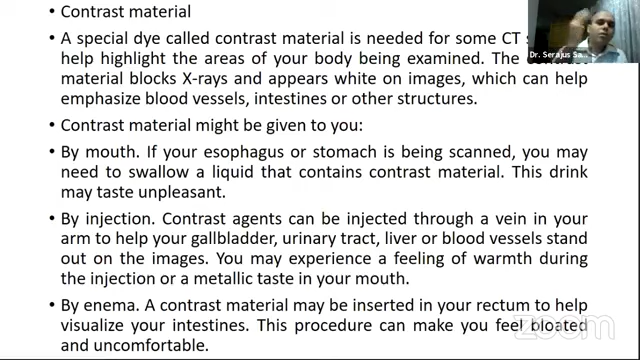 • Contrast material
• A special dye called contrast material is needed for some CT
help highlight the areas of your body being examined. The
material blocks X-rays and appears white on images, which can help
emphasize blood vessels, intestines or other structures.
• Contrast material might be given to you:
• By mouth. If your esophagus or stomach is being scanned, you may
need to swallow a liquid that contains contrast material. This drink
may taste unpleasant.
• By injection. Contrast agents can be injected through a vein in your
arm to help your gallbladder, urinary tract, liver or blood vessels stand
out on the images. You may experience a feeling of warmth during
the injection or a metallic taste in your mouth.
• By enema. A contrast material may be inserted in your rectum to help
visualize your intestines. This procedure can make you feel bloated
and uncomfortable.
Dr. Serajus Sa...
zoom